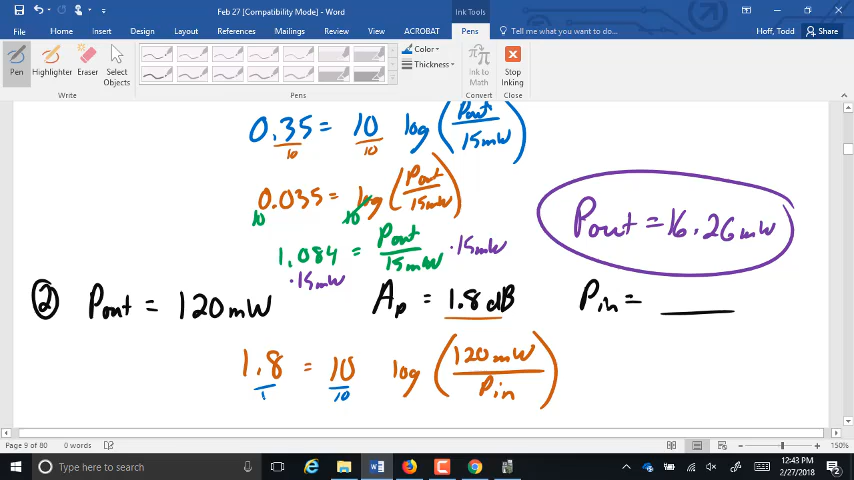 Feb 27 [Compatibility Mode] - Word
Ink Tools
File Home Insert Design Layout References Mailings Review View ACROBAT Pens Tell me what you want to do... Hoff, Todd Share
Pen Highlighter Eraser Select Objects Color Thickness Ink to Math Stop Inking
Write Pens Convert Close
0.35 = 10 log (Pout/15mW)
10 10
0.035 = log (Pout/15mW)
10 10
1.084 = Pout/15mW · 15mW
· 15mW
Pout = 16.26mW
② Pout = 120mW Ap = 1.8 dB Pin = ____
1.8 = 10 log (120mW/Pin)
1 10
Page 9 of 80 0 words 150%
Type here to search 12:43 PM
2/27/2018 2